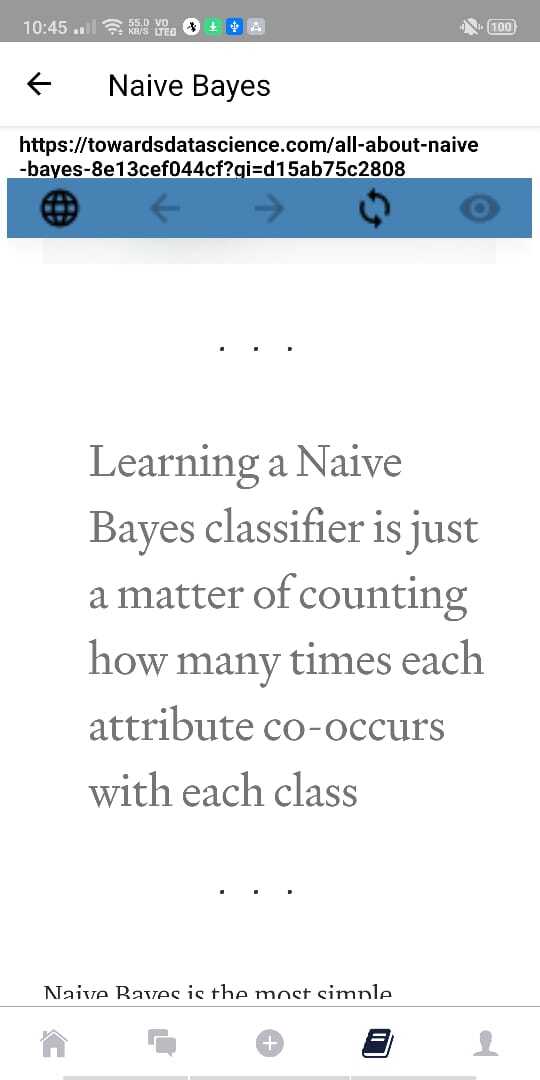 10:45 55.0 KB/S VO LTE 100
Naive Bayes
https://towardsdatascience.com/all-about-naive
-bayes-8e13cef044cf?gi=d15ab75c2808
. . .
Learning a Naive
Bayes classifier is just
a matter of counting
how many times each
attribute co-occurs
with each class
. . .
Naive Bayes is the most simple